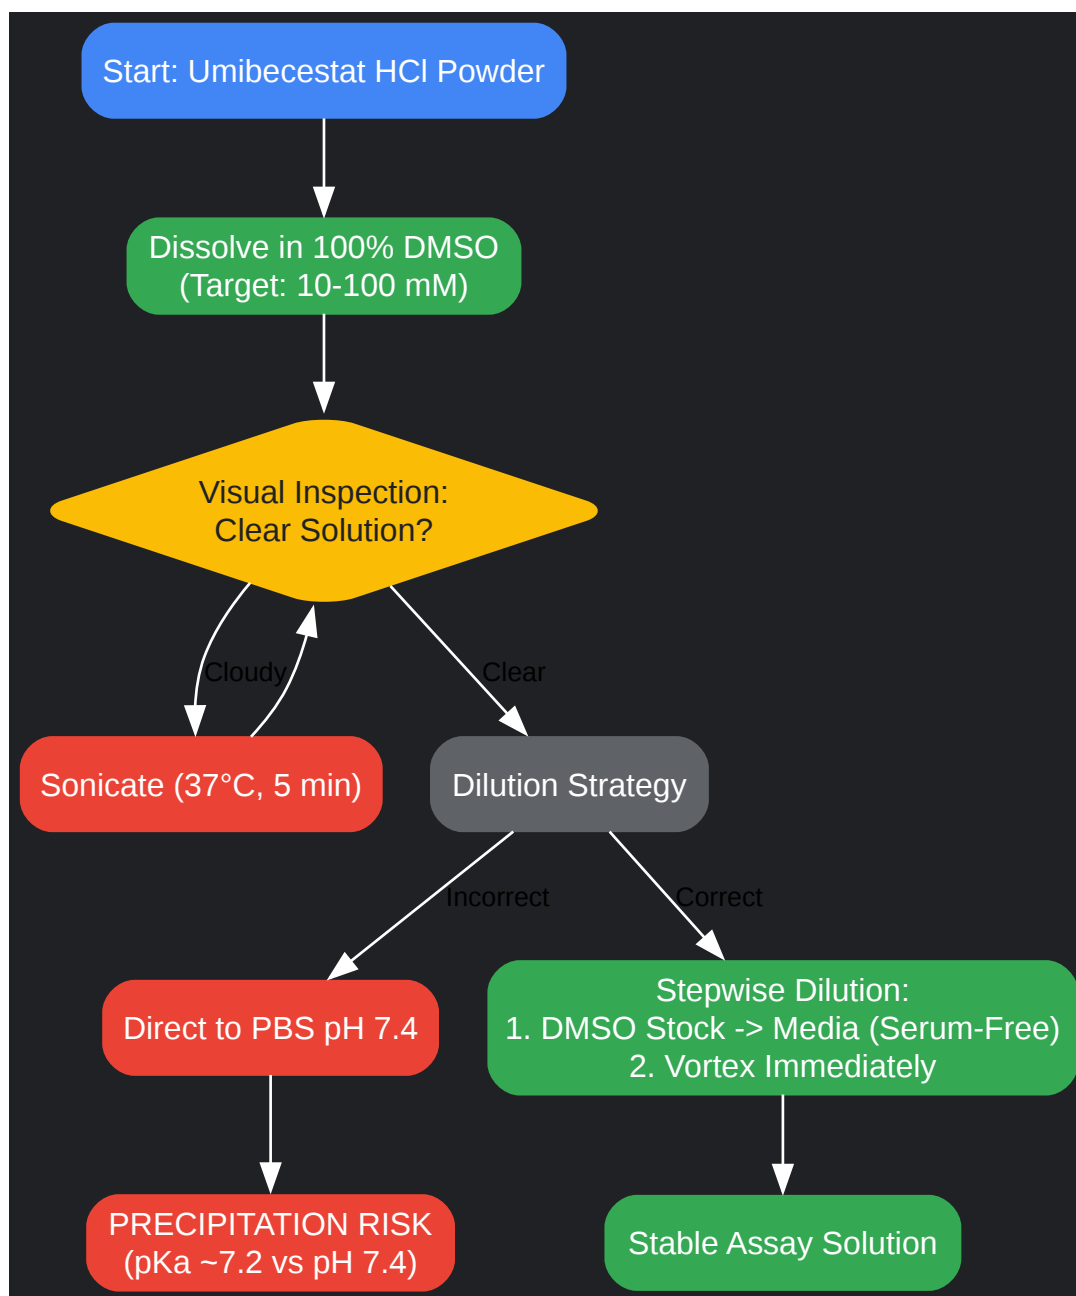 Start: Umibecestat HCl Powder
Dissolve in 100% DMSO
(Target: 10-100 mM)
Visual Inspection:
Clear Solution?
Cloudy
Clear
Sonicate (37°C, 5 min)
Dilution Strategy
Incorrect
Correct
Direct to PBS pH 7.4
Stepwise Dilution:
1. DMSO Stock -> Media (Serum-Free)
2. Vortex Immediately
PRECIPITATION RISK
(pKa ~7.2 vs pH 7.4)
Stable Assay Solution